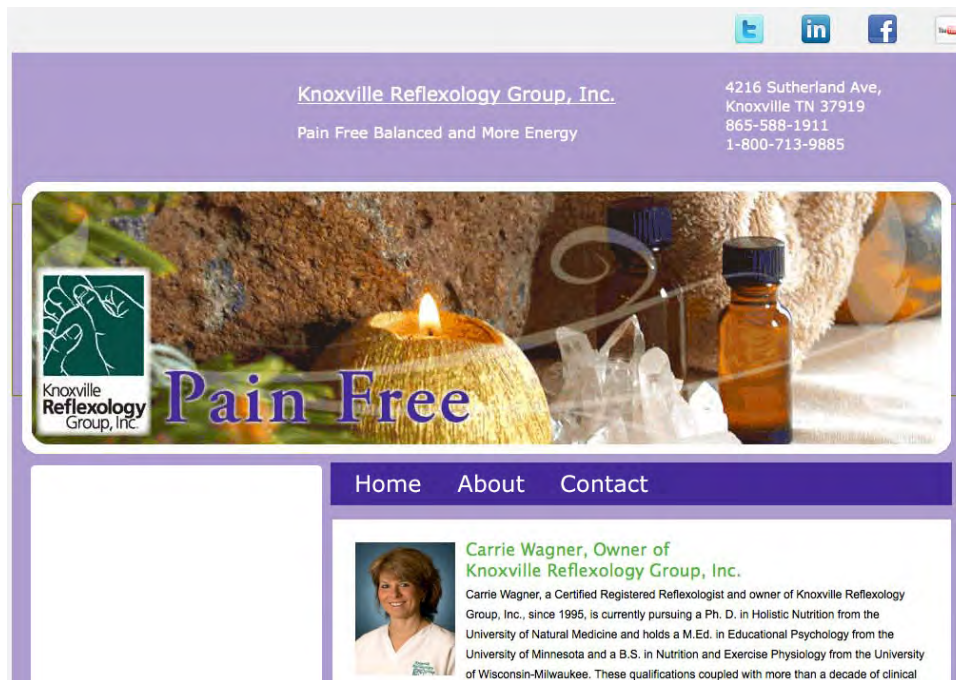 Knoxville Reflexology Group, Inc.
Pain Free Balanced and More Energy
4216 Sutherland Ave,
Knoxville TN 37919
865-588-1911
1-800-713-9885
Knoxville
Reflexology
Group, Inc.
Pain Free
Home About Contact
Carrie Wagner, Owner of
Knoxville Reflexology Group, Inc.
Carrie Wagner, a Certified Registered Reflexologist and owner of Knoxville Reflexology
Group, Inc., since 1995, is currently pursuing a Ph. D. in Holistic Nutrition from the
University of Natural Medicine and holds a M.Ed. in Educational Psychology from the
University of Minnesota and a B.S. in Nutrition and Exercise Physiology from the University
of Wisconsin-Milwaukee. These qualifications coupled with more than a decade of clinical